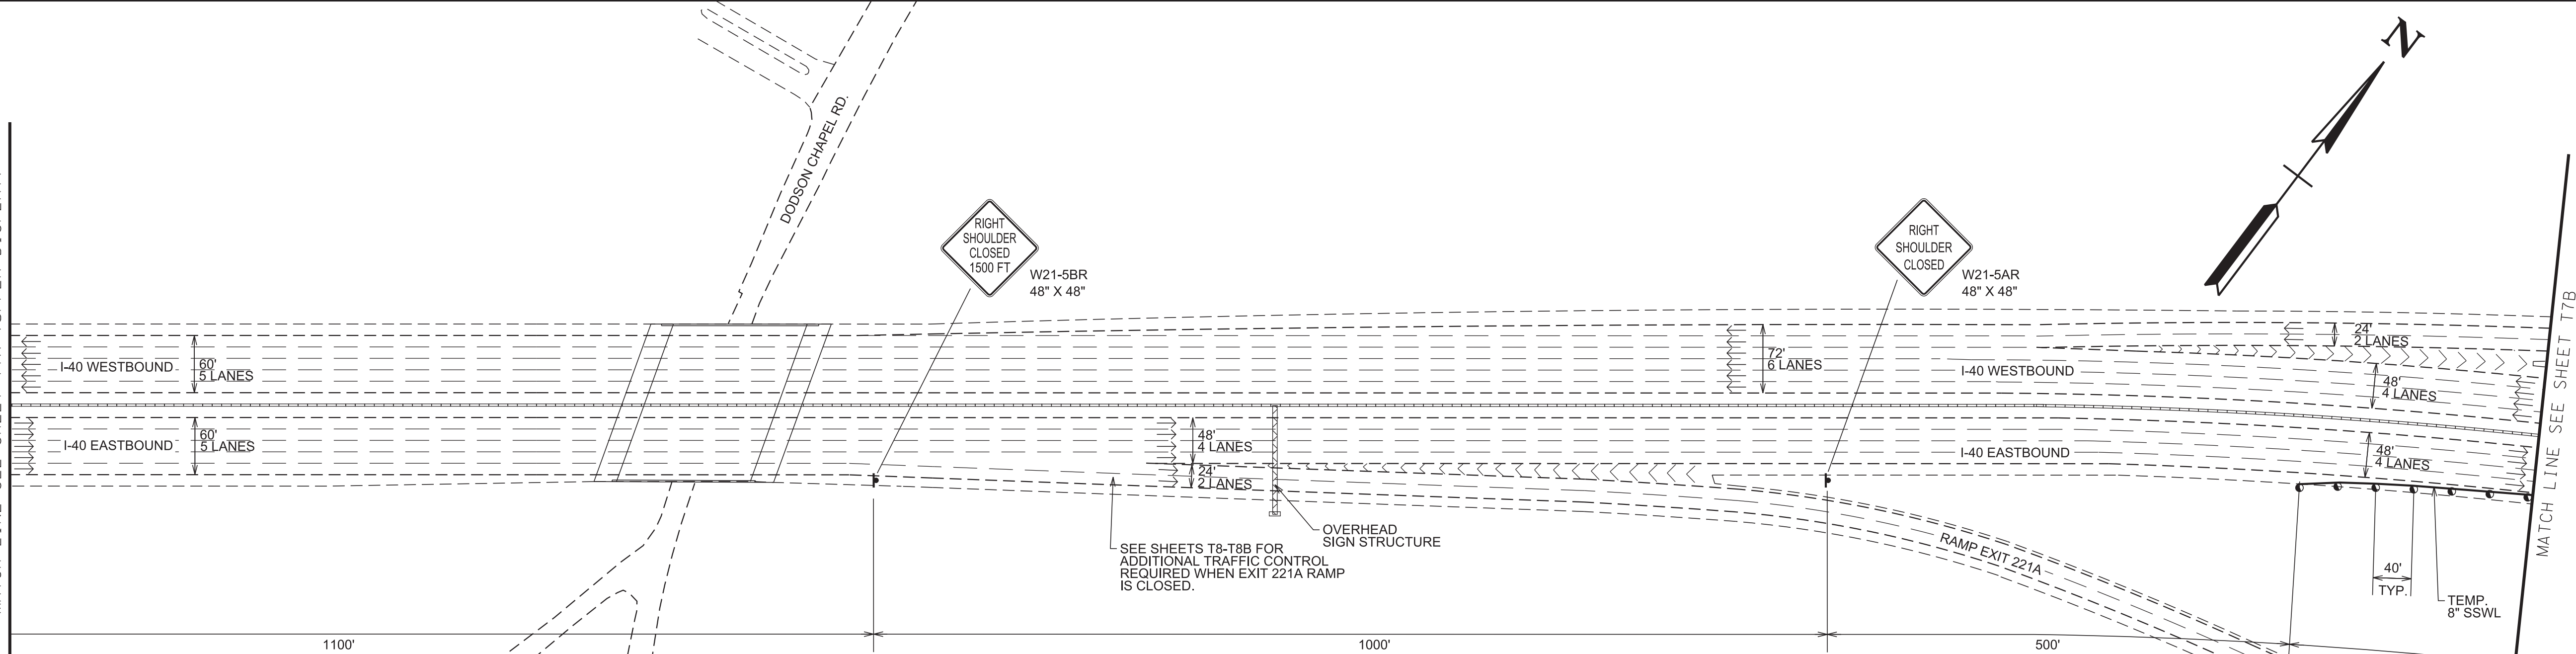 N
DODSON CHAPEL RD.
RIGHT
SHOULDER
CLOSED
1500 FT
W21-5BR
48" X 48"
RIGHT
SHOULDER
CLOSED
W21-5AR
48" X 48"
MATCH LINE SEE SHEET T7B
I-40 WESTBOUND
60'
5 LANES
72'
6 LANES
I-40 WESTBOUND
24'
2 LANES
48'
4 LANES
I-40 EASTBOUND
60'
5 LANES
48'
4 LANES
24'
2 LANES
I-40 EASTBOUND
48'
4 LANES
OVERHEAD
SIGN STRUCTURE
SEE SHEETS T8-T8B FOR
ADDITIONAL TRAFFIC CONTROL
REQUIRED WHEN EXIT 221A RAMP
IS CLOSED.
RAMP EXIT 221A
40'
TYP.
TEMP.
8" SSWL
1100'
1000'
500'